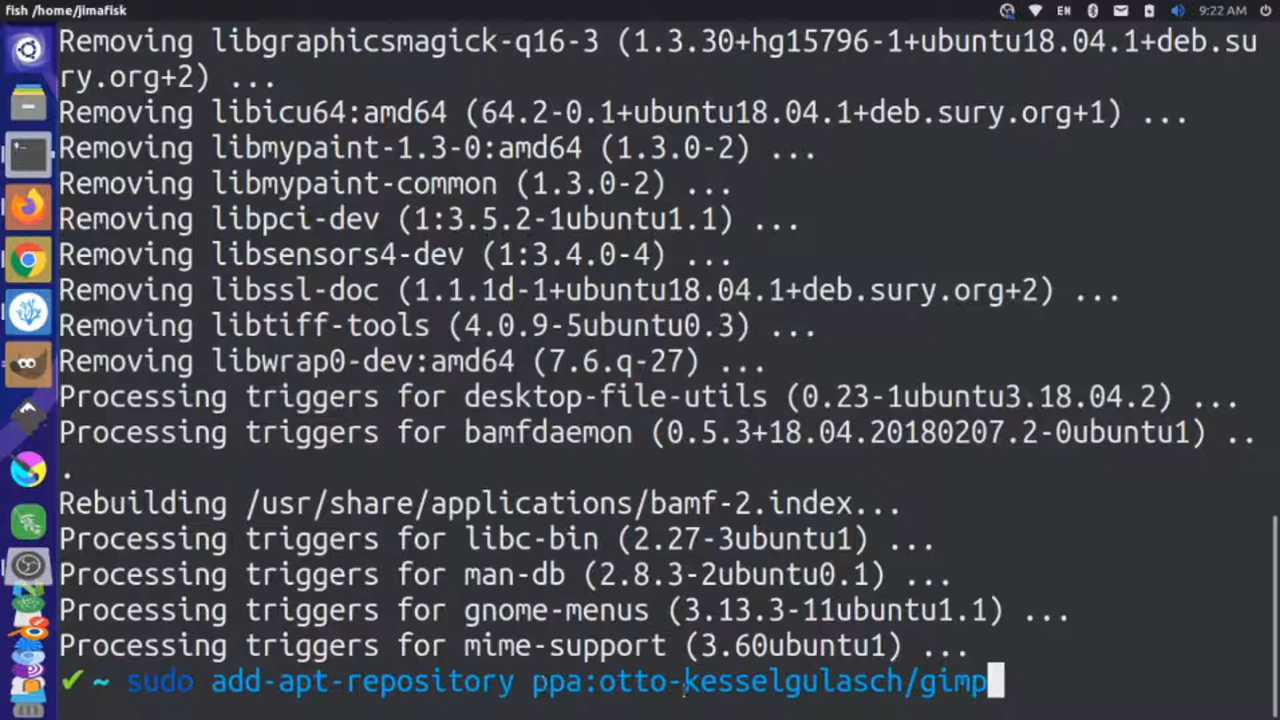 fish /home/jimafisk
EN
9:22 AM
Removing libgraphicsmagick-q16-3 (1.3.30+hg15796-1+ubuntu18.04.1+deb.su
ry.org+2) ...
Removing libicu64:amd64 (64.2-0.1+ubuntu18.04.1+deb.sury.org+1) ...
Removing libmypaint-1.3-0:amd64 (1.3.0-2) ...
Removing libmypaint-common (1.3.0-2) ...
Removing libpci-dev (1:3.5.2-1ubuntu1.1) ...
Removing libsensors4-dev (1:3.4.0-4) ...
Removing libssl-doc (1.1.1d-1+ubuntu18.04.1+deb.sury.org+2) ...
Removing libtiff-tools (4.0.9-5ubuntu0.3) ...
Removing libwrap0-dev:amd64 (7.6.q-27) ...
Processing triggers for desktop-file-utils (0.23-1ubuntu3.18.04.2) ...
Processing triggers for bamfdaemon (0.5.3+18.04.20180207.2-0ubuntu1) ..
.
Rebuilding /usr/share/applications/bamf-2.index...
Processing triggers for libc-bin (2.27-3ubuntu1) ...
Processing triggers for man-db (2.8.3-2ubuntu0.1) ...
Processing triggers for gnome-menus (3.13.3-11ubuntu1.1) ...
Processing triggers for mime-support (3.60ubuntu1) ...
✔ ~ sudo add-apt-repository ppa:otto-kesselgulasch/gimp